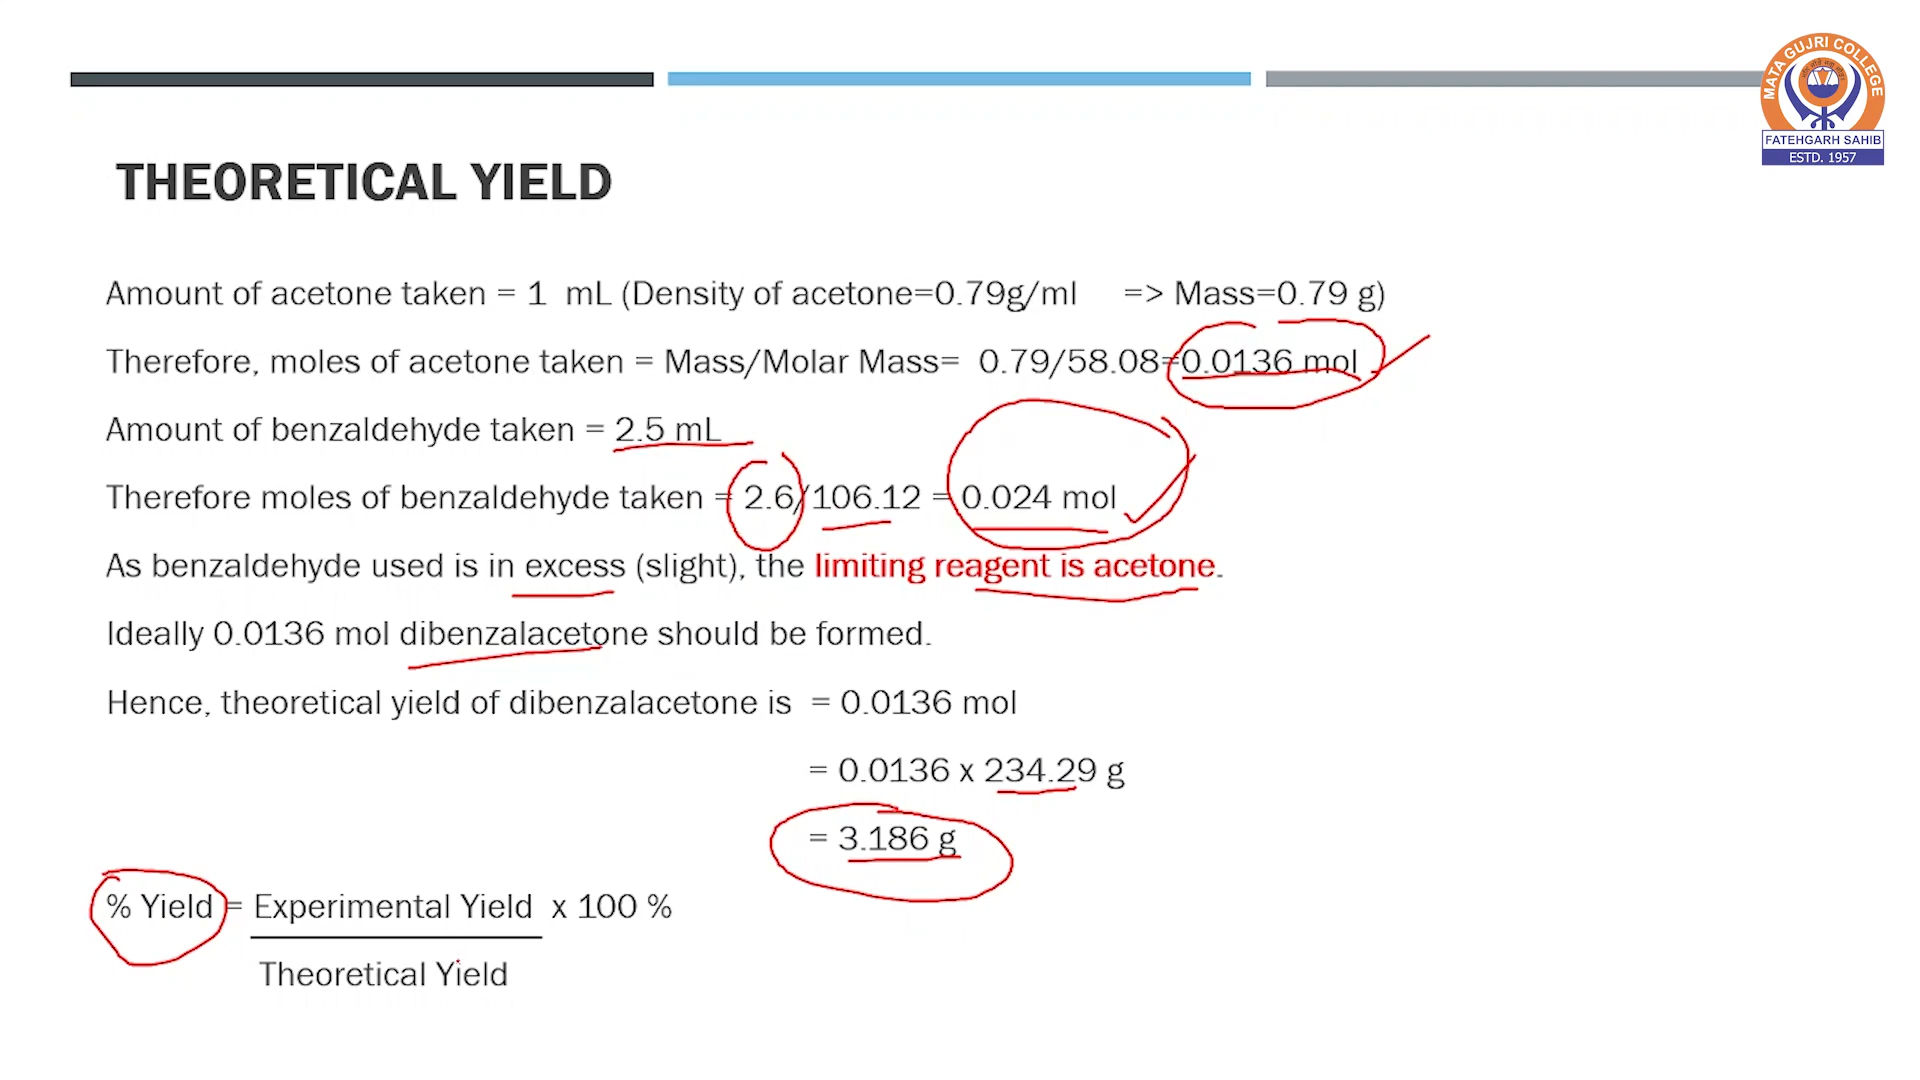 MATA GUJRI COLLEGE
FATEHGARH SAHIB
ESTD. 1957
THEORETICAL YIELD
Amount of acetone taken = 1 mL (Density of acetone=0.79g/ml => Mass=0.79 g)
Therefore, moles of acetone taken = Mass/Molar Mass= 0.79/58.08=0.0136 mol
Amount of benzaldehyde taken = 2.5 mL
Therefore moles of benzaldehyde taken = 2.6/106.12 = 0.024 mol
As benzaldehyde used is in excess (slight), the limiting reagent is acetone.
Ideally 0.0136 mol dibenzalacetone should be formed.
Hence, theoretical yield of dibenzalacetone is = 0.0136 mol
= 0.0136 x 234.29 g
= 3.186 g
% Yield = Experimental Yield x 100 %
Theoretical Yield